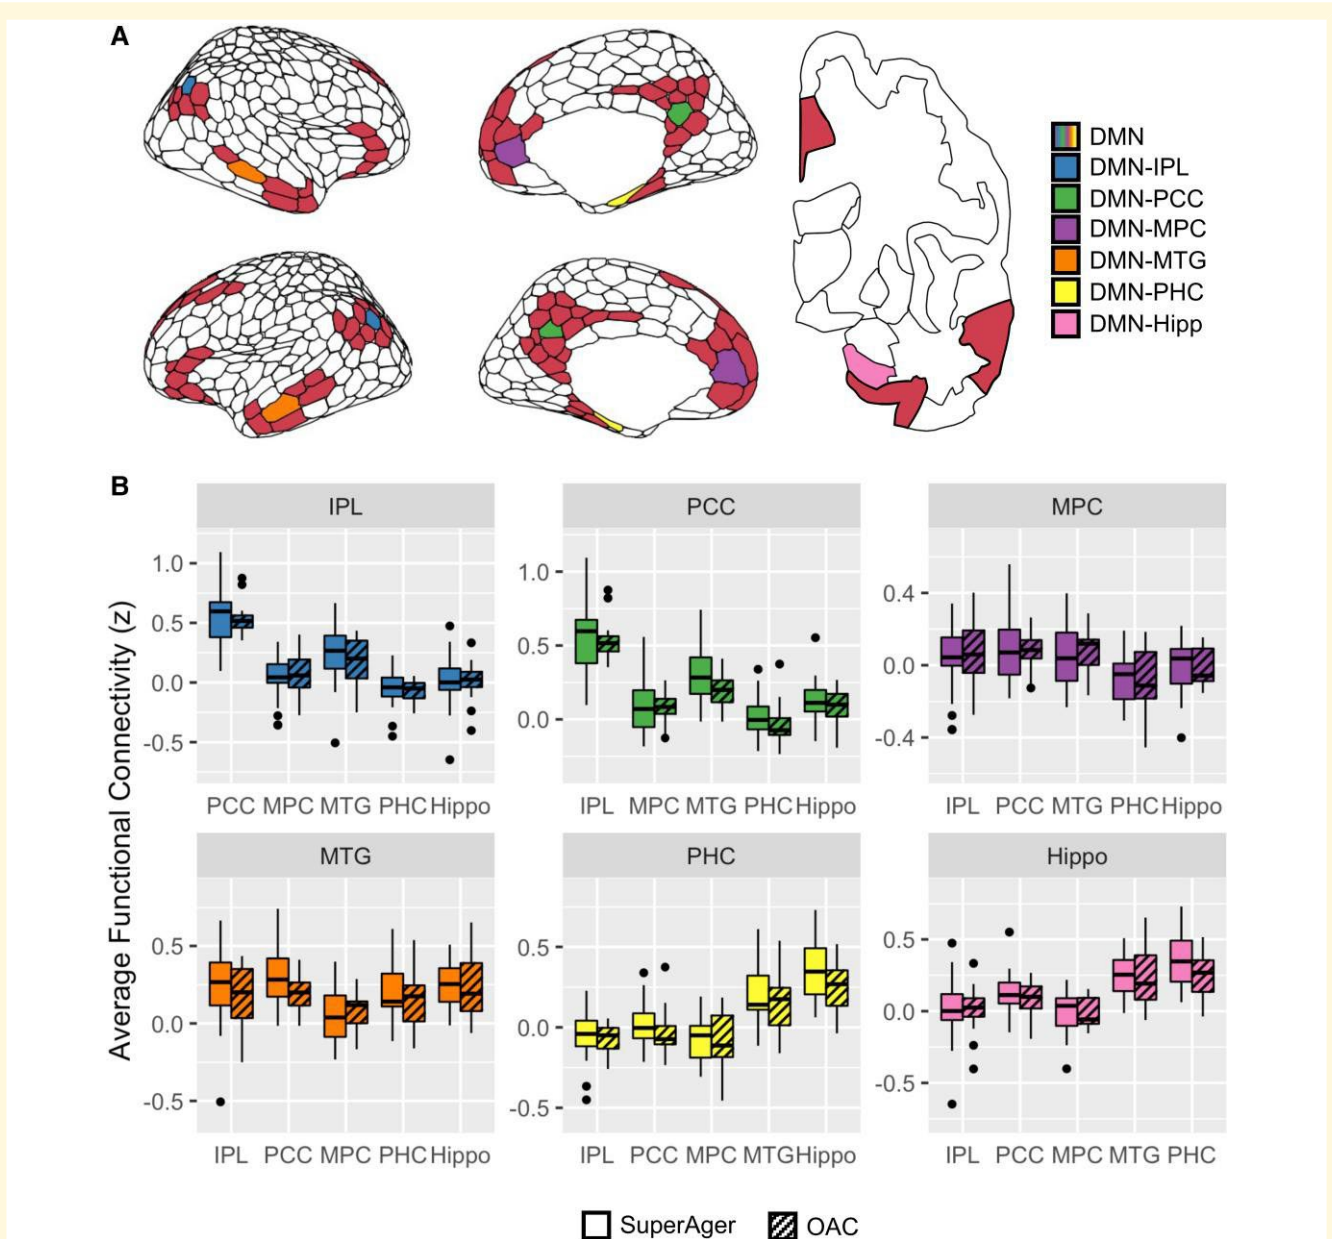 A
DMN
DMN-IPL
DMN-PCC
DMN-MPC
DMN-MTG
DMN-PHC
DMN-Hipp
B
Average Functional Connectivity (z)
IPL
1.0
0.5
0.0
-0.5
PCC MPC MTG PHC Hippo
PCC
1.0
0.5
0.0
IPL MPC MTG PHC Hippo
MPC
0.4
0.0
-0.4
IPL PCC MTG PHC Hippo
MTG
0.5
0.0
-0.5
IPL PCC MPC PHC Hippo
PHC
0.5
0.0
-0.5
IPL PCC MPC MTG Hippo
Hippo
0.5
0.0
-0.5
IPL PCC MPC MTG PHC
SuperAger OAC